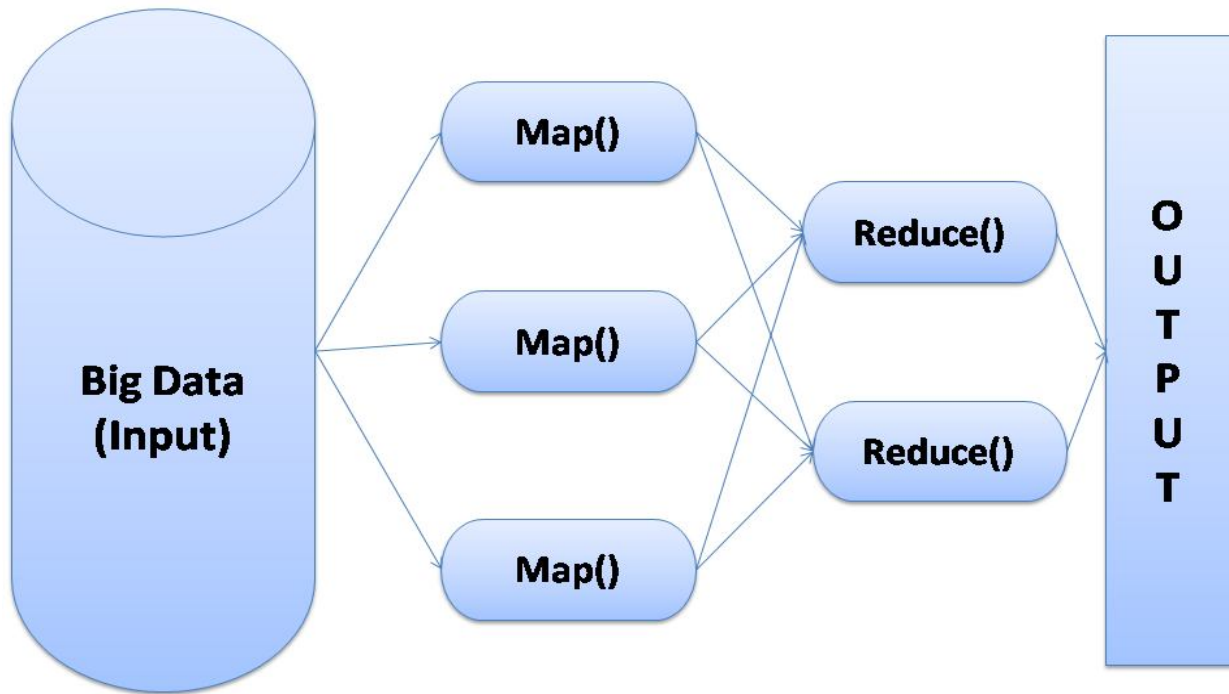 Big Data
(Input)
Map()
Map()
Map()
Reduce()
Reduce()
O
U
T
P
U
T